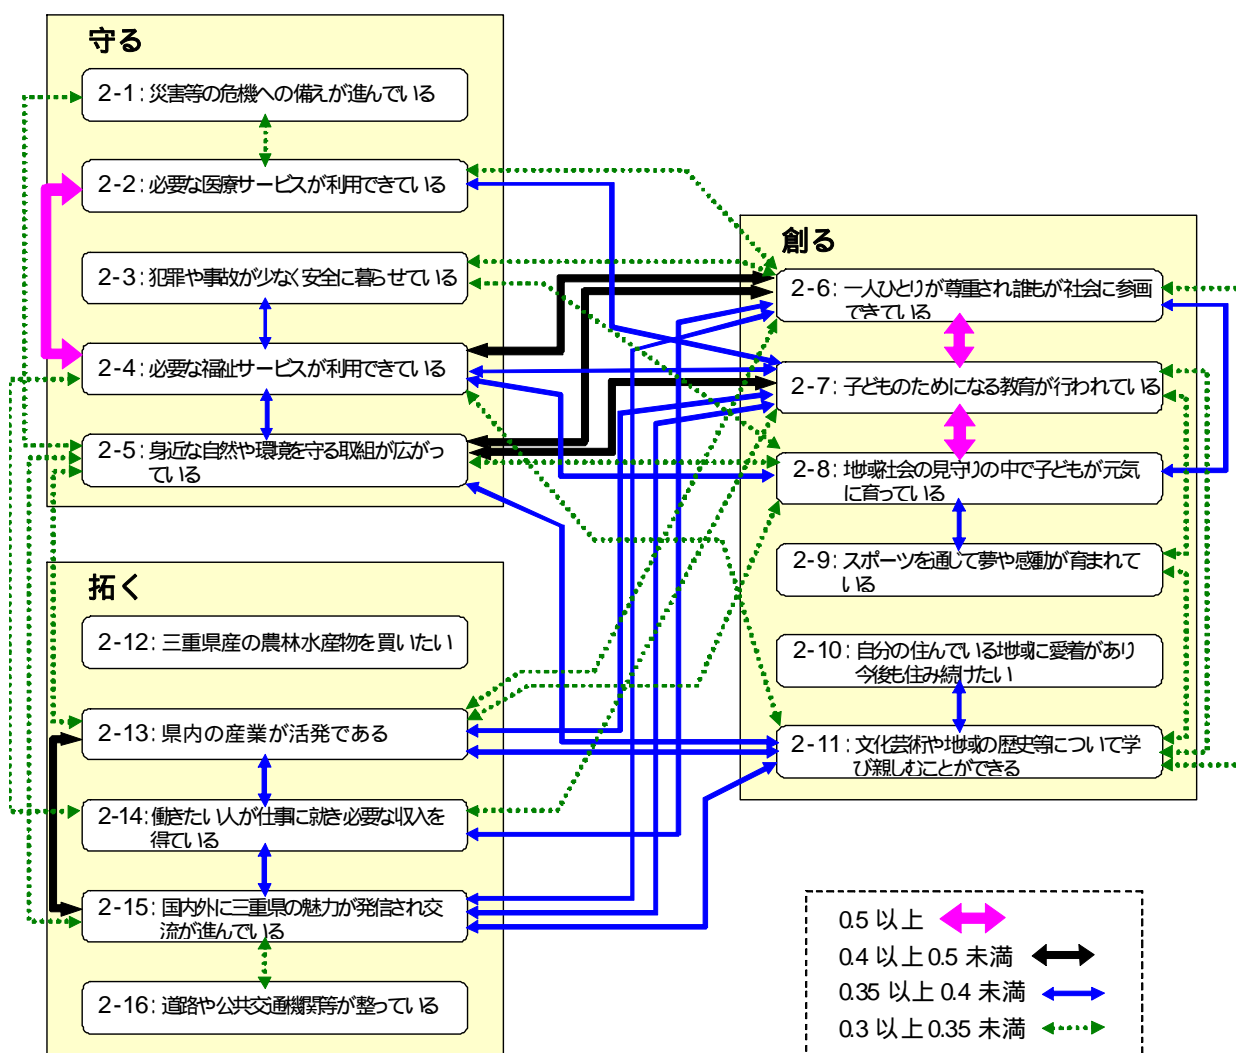 守る
2-1：災害等の危機への備えが進んでいる
2-2：必要な医療サービスが利用できている
2-3：犯罪や事故が少なく安全に暮らせている
2-4：必要な福祉サービスが利用できている
2-5：身近な自然や環境を守る取組が広がっ
ている
拓く
2-12：三重県産の農林水産物を買いたい
2-13：県内の産業が活発である
2-14：働きたい人が仕事に就き必要な収入を
得ている
2-15：国内外に三重県の魅力が発信され交
流が進んでいる
2-16：道路や公共交通機関等が整っている
創る
2-6：一人ひとりが尊重され誰もが社会に参画
できている
2-7：子どものためになる教育が行われている
2-8：地域社会の見守りの中で子どもが元気
に育っている
2-9：スポーツを通じて夢や感動が育まれて
いる
2-10：自分の住んでいる地域に愛着があり
今後も住み続けたい
2-11：文化芸術や地域の歴史等について学
び親しむことができる
0.5 以上
0.4 以上 0.5 未満
0.35 以上 0.4 未満
0.3 以上 0.35 未満